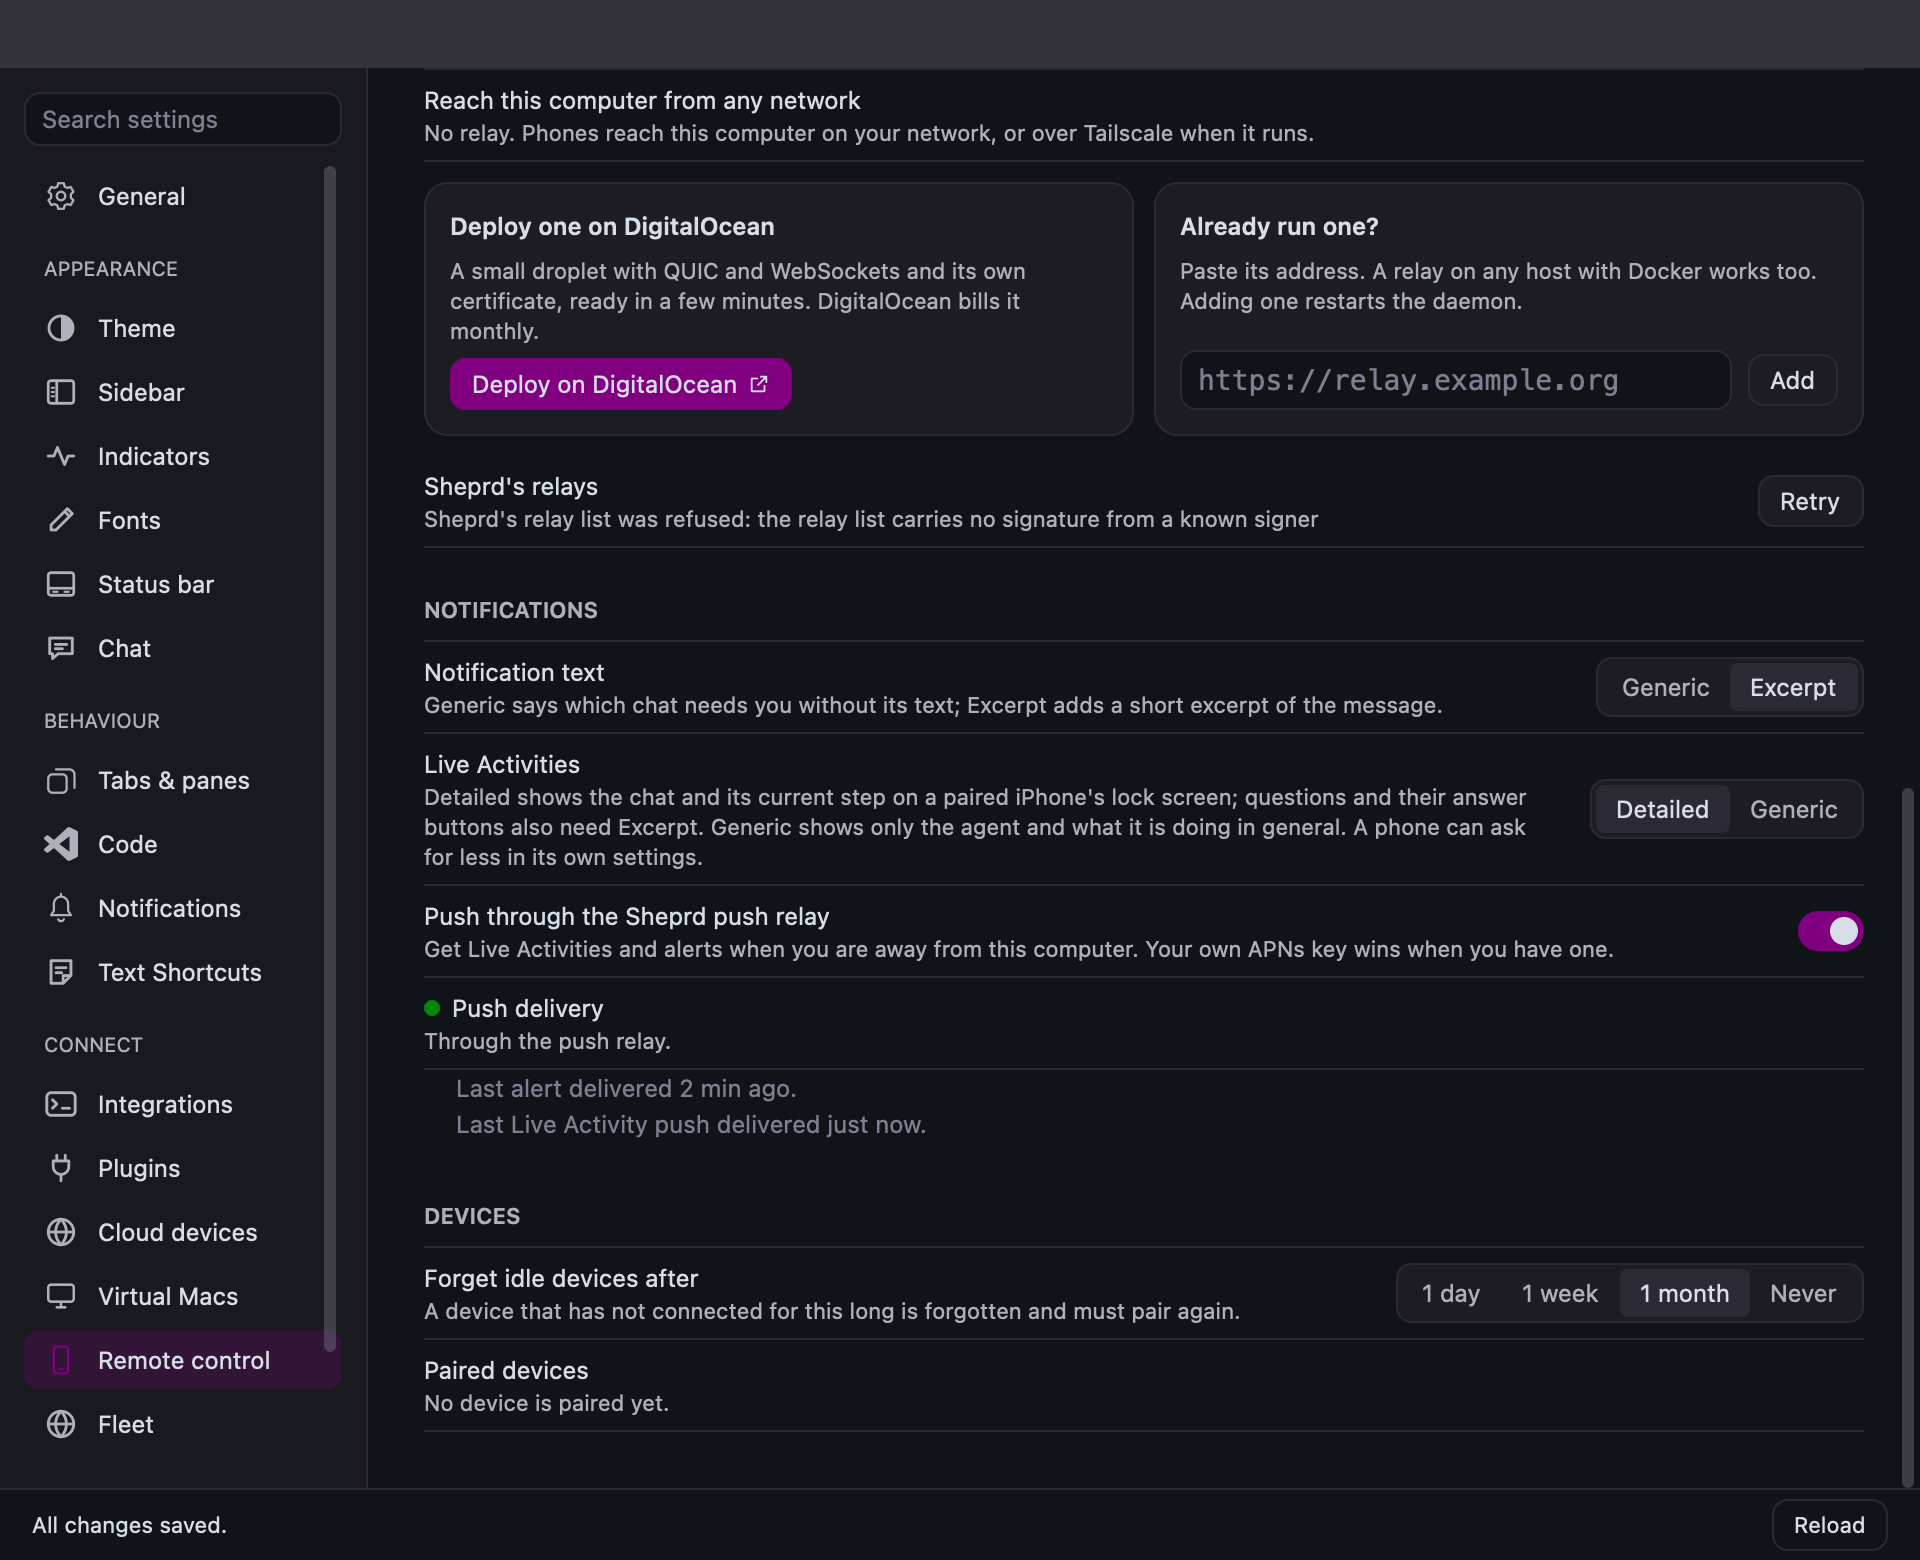 Search settings
General
APPEARANCE
Theme
Sidebar
Indicators
Fonts
Status bar
Chat
BEHAVIOUR
Tabs & panes
Code
Notifications
Text Shortcuts
CONNECT
Integrations
Plugins
Cloud devices
Virtual Macs
Remote control
Fleet
Reach this computer from any network
No relay. Phones reach this computer on your network, or over Tailscale when it runs.
Deploy one on DigitalOcean
A small droplet with QUIC and WebSockets and its own
certificate, ready in a few minutes. DigitalOcean bills it
monthly.
Deploy on DigitalOcean
Already run one?
Paste its address. A relay on any host with Docker works too.
Adding one restarts the daemon.
https://relay.example.org
Add
Sheprd's relays
Sheprd's relay list was refused: the relay list carries no signature from a known signer
Retry
NOTIFICATIONS
Notification text
Generic says which chat needs you without its text; Excerpt adds a short excerpt of the message.
Generic
Excerpt
Live Activities
Detailed shows the chat and its current step on a paired iPhone's lock screen; questions and their answer
buttons also need Excerpt. Generic shows only the agent and what it is doing in general. A phone can ask
for less in its own settings.
Detailed
Generic
Push through the Sheprd push relay
Get Live Activities and alerts when you are away from this computer. Your own APNs key wins when you have one.
Push delivery
Through the push relay.
Last alert delivered 2 min ago.
Last Live Activity push delivered just now.
DEVICES
Forget idle devices after
A device that has not connected for this long is forgotten and must pair again.
1 day
1 week
1 month
Never
Paired devices
No device is paired yet.
All changes saved.
Reload